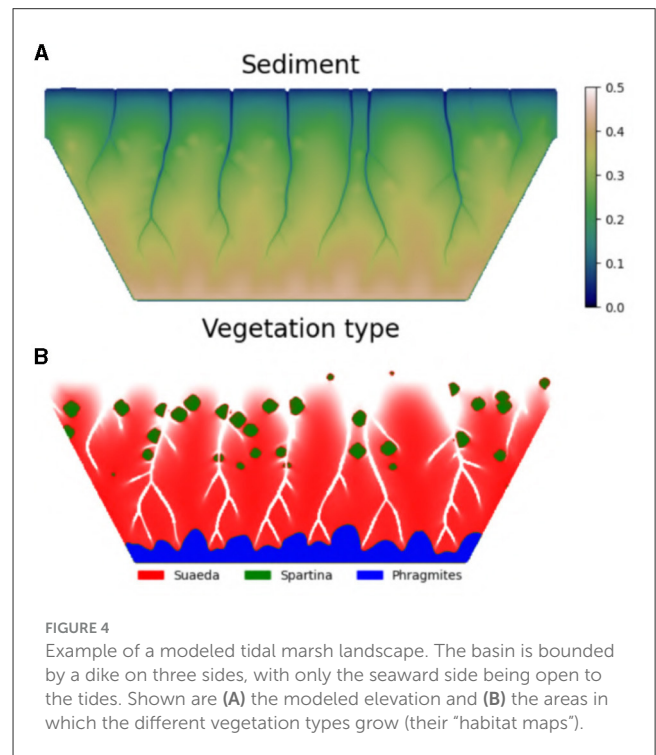 A
Sediment
0.5
0.4
0.3
0.2
0.1
0.0
Vegetation type
B
Suaeda Spartina Phragmites
FIGURE 4
Example of a modeled tidal marsh landscape. The basin is bounded
by a dike on three sides, with only the seaward side being open to
the tides. Shown are (A) the modeled elevation and (B) the areas in
which the different vegetation types grow (their “habitat maps”).